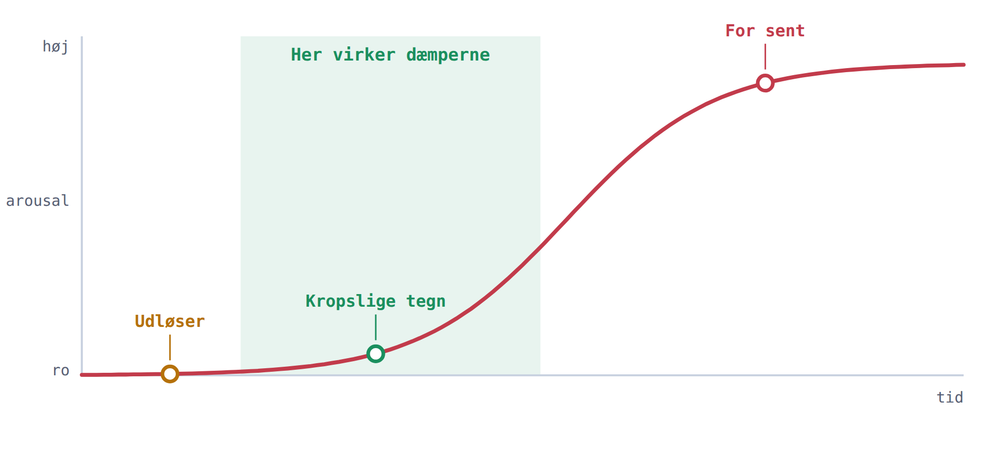 For sent
høj
Her virker dæmperne
arousal
Kropslige tegn
Udløser
ro
tid